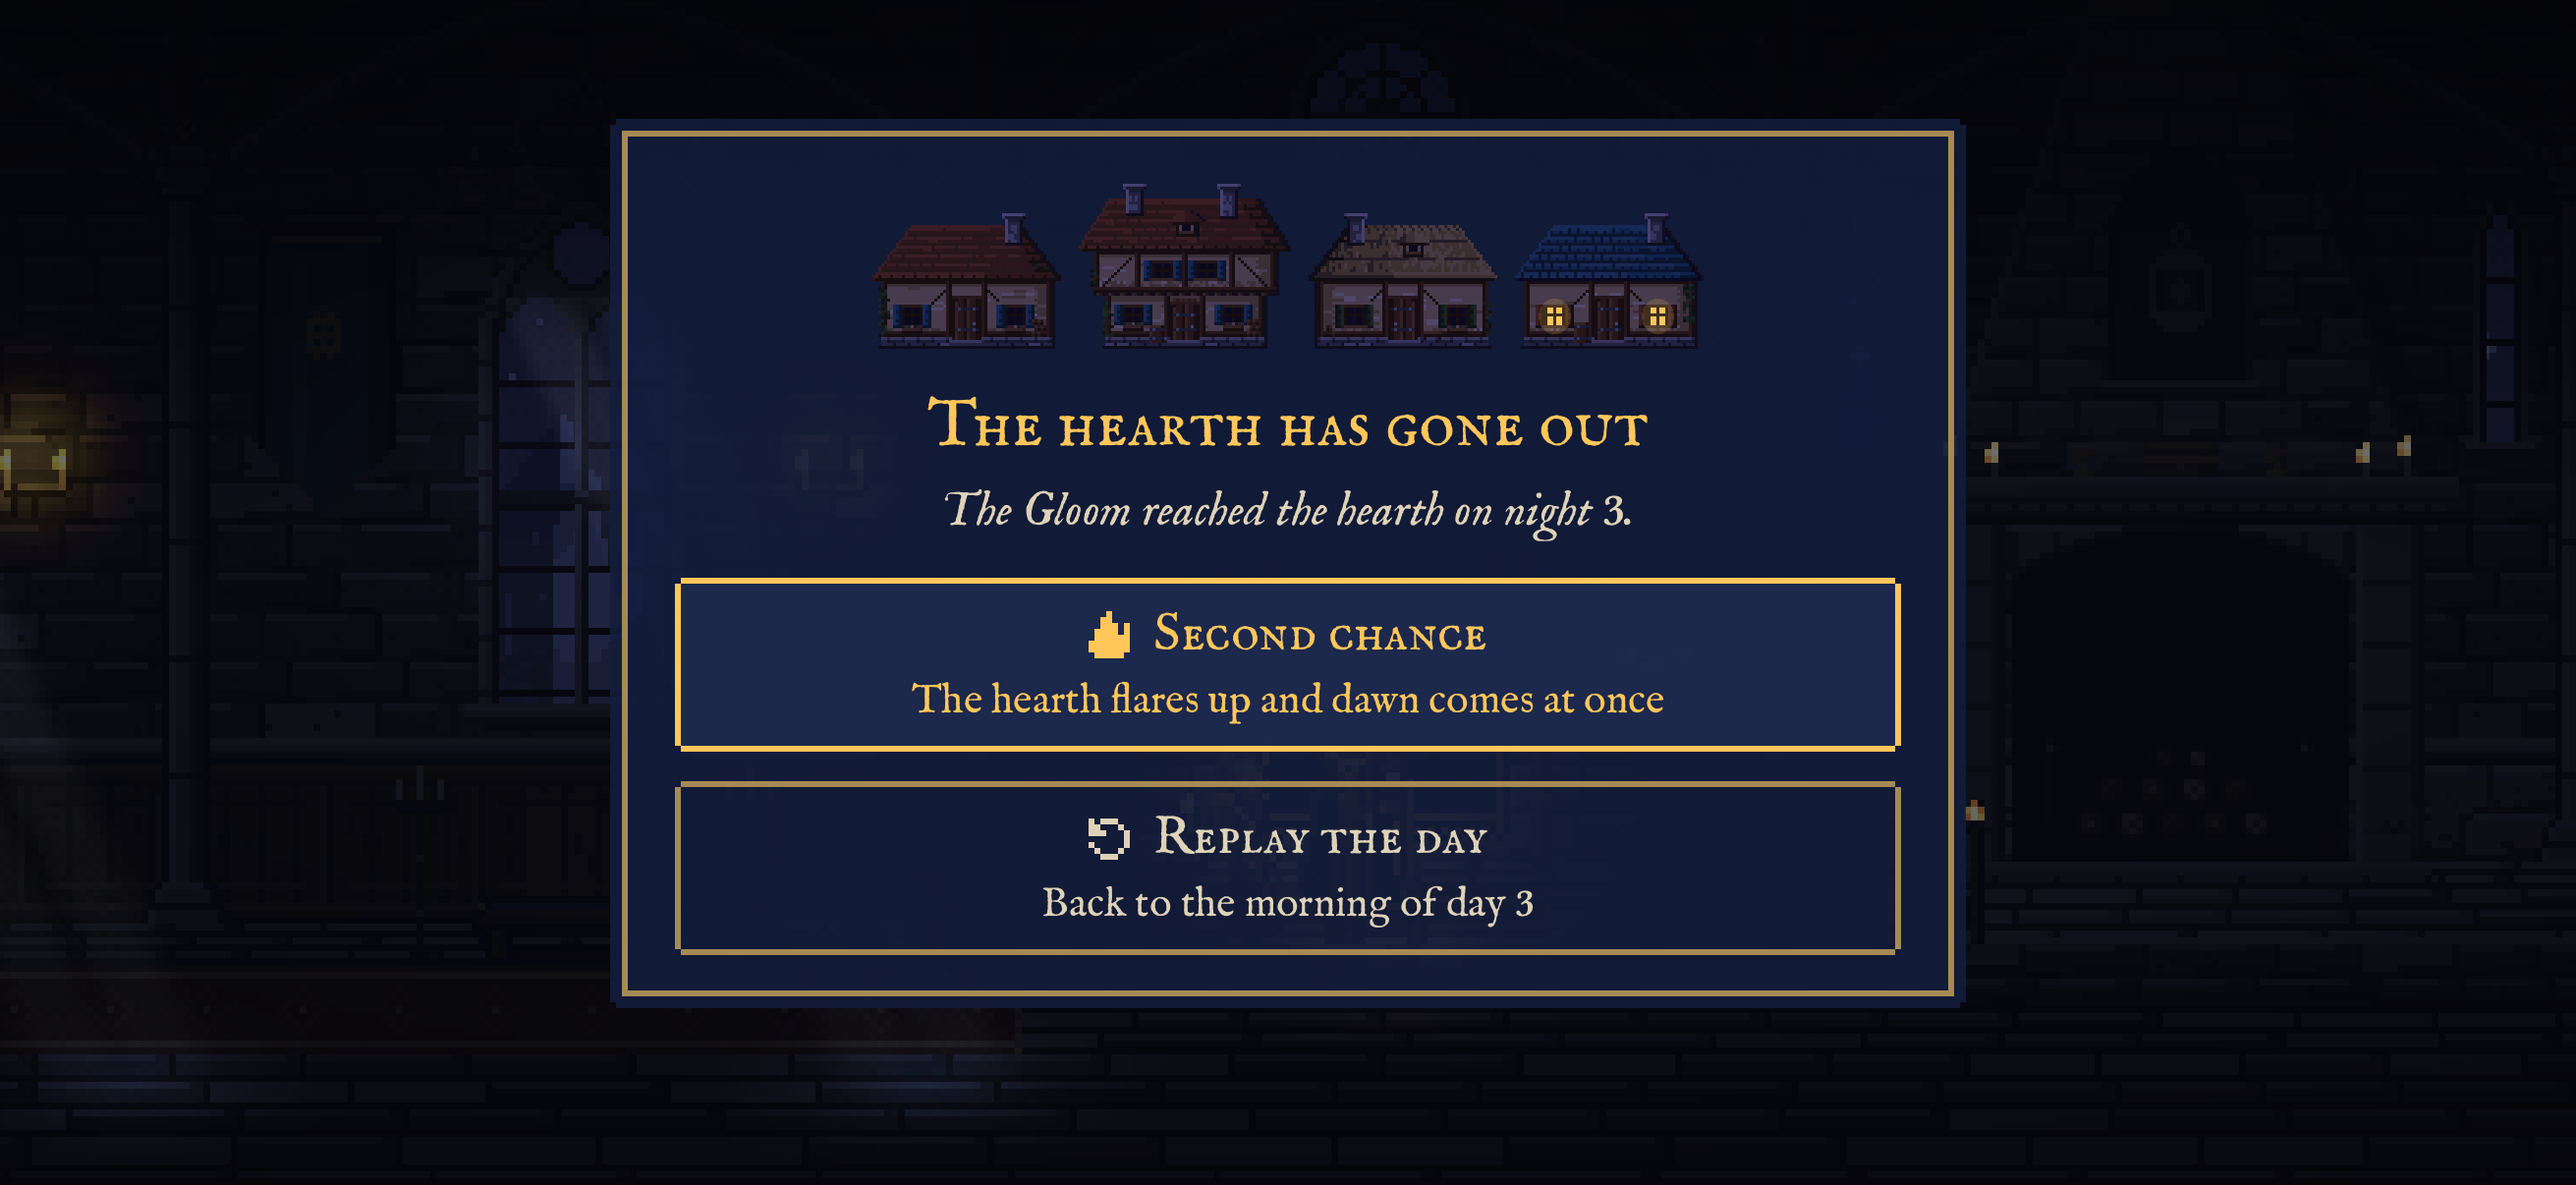 The hearth has gone out
The Gloom reached the hearth on night 3.
Second chance
The hearth flares up and dawn comes at once
Replay the day
Back to the morning of day 3